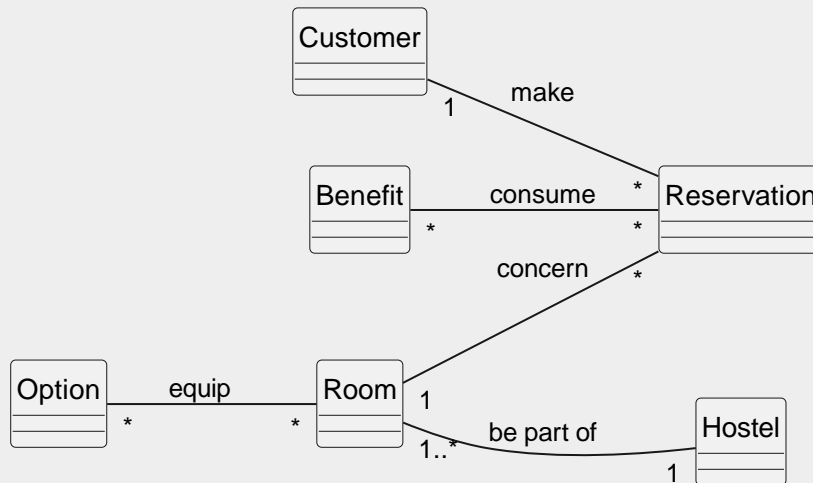 Customer
make
1
*
Benefit
consume
Reservation
*
*
concern
*
Option
equip
Room
*
*
1
1..*
be part of
Hostel
1